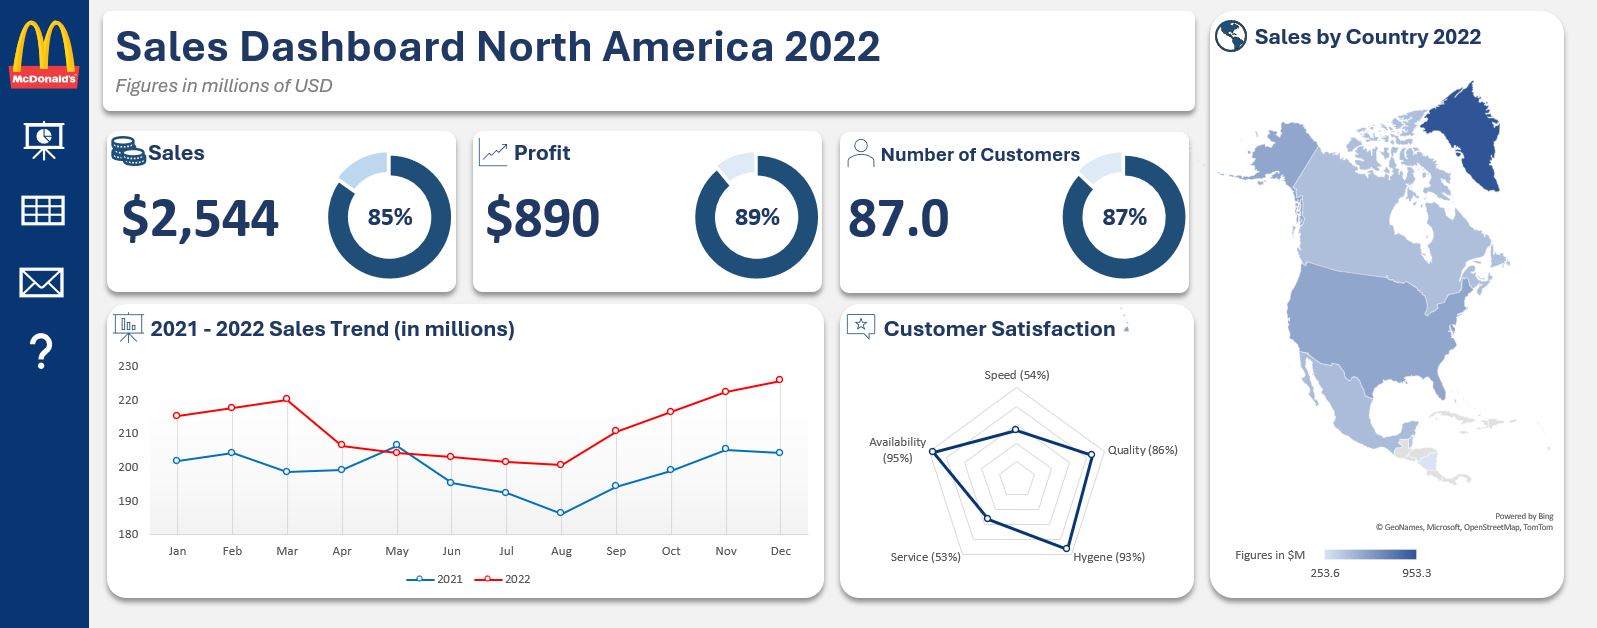 McDonald's
Sales Dashboard North America 2022
Figures in millions of USD
Sales
$2,544
85%
Profit
$890
89%
Number of Customers
87.0
87%
2021 - 2022 Sales Trend (in millions)
230
220
210
200
190
180
Jan Feb Mar Apr May Jun Jul Aug Sep Oct Nov Dec
2021 2022
Customer Satisfaction
Speed (54%)
Quality (86%)
Hygene (93%)
Service (53%)
Availability
(95%)
Sales by Country 2022
Powered by Bing
© GeoNames, Microsoft, OpenStreetMap, TomTom
Figures in $M
253.6 953.3
?